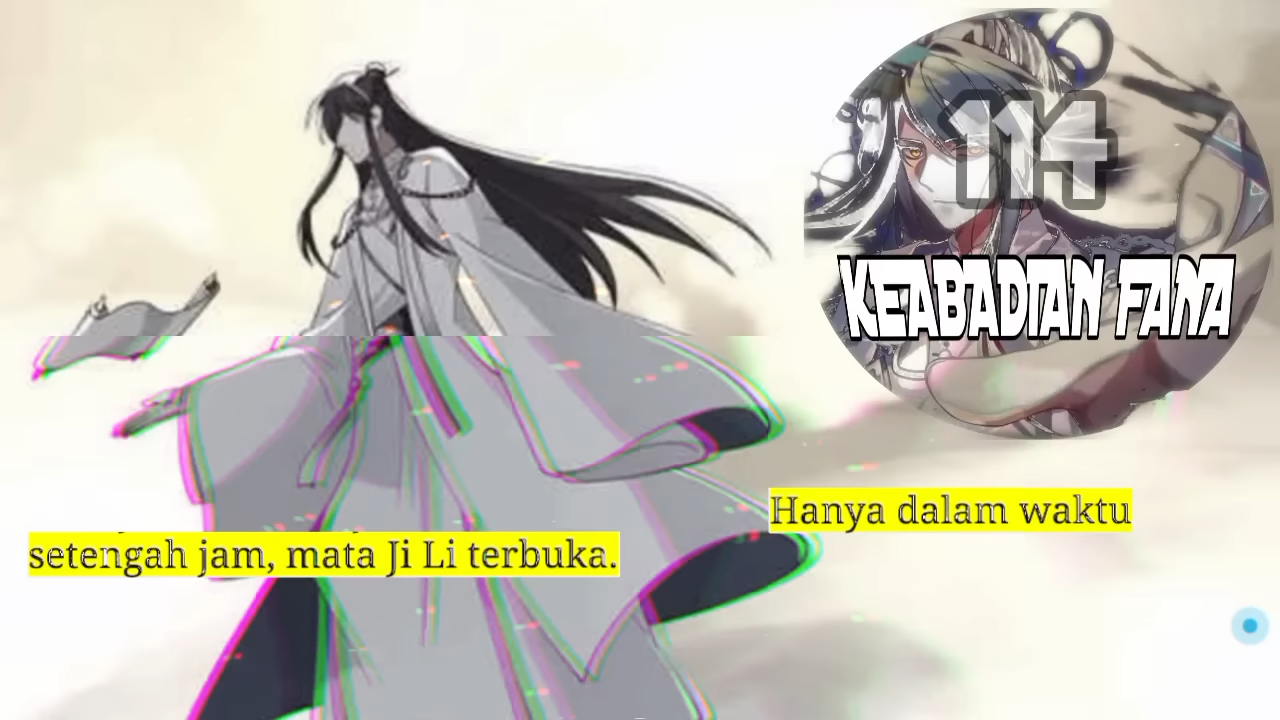 114
KEABADIAN FANA
Hanya dalam waktu
setengah jam, mata Ji Li terbuka.